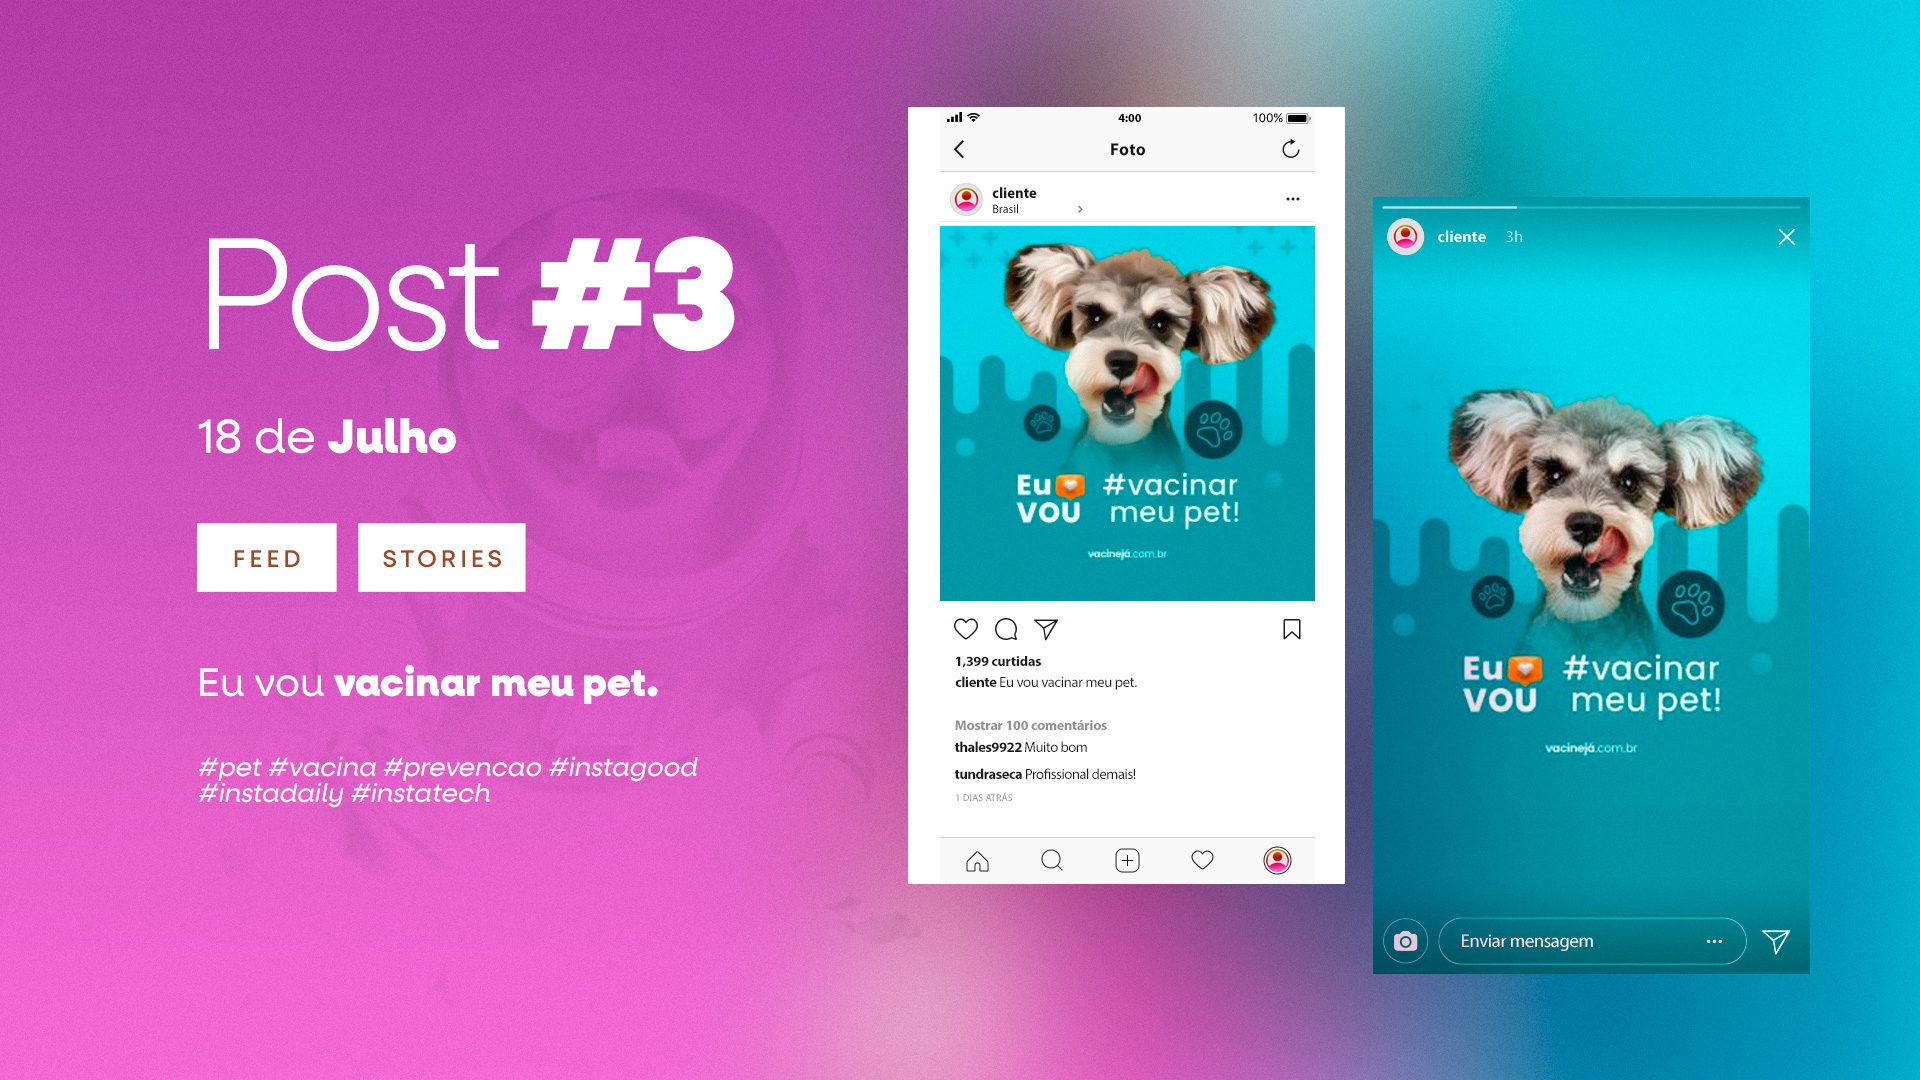 Post #3
18 de Julho
FEED
STORIES
Eu vou vacinar meu pet.
#pet #vacina #prevencao #instagood
#instadaily #instatech
4:00
100%
Foto
cliente
Brasil
Eu #vacinar
VOU meu pet!
vacinejá.com.br
1,399 curtidas
cliente Eu vou vacinar meu pet.
Mostrar 100 comentários
thales9922 Muito bom
tundraseca Profissional demais!
1 DIAS ATRÁS
cliente 3h
Eu #vacinar
VOU meu pet!
vacinejá.com.br
Enviar mensagem